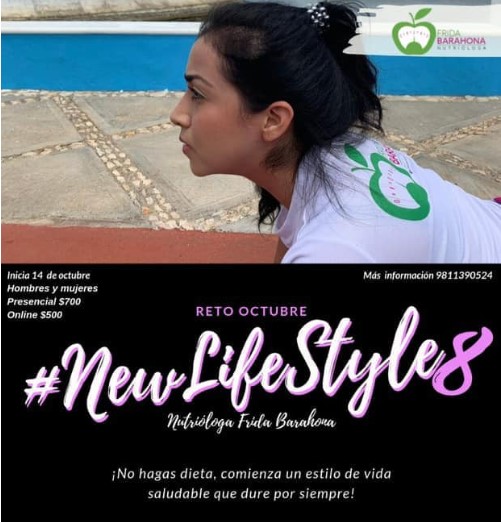 FRIDA
BARAHONA
NUTRIÓLOGA
Inicia 14 de octubre
Hombres y mujeres
Presencial $700
Online $500
Más información 9811390524
RETO OCTUBRE
#NewLifeStyle8
Nutrióloga Frida Barahona
¡No hagas dieta, comienza un estilo de vida
saludable que dure por siempre!